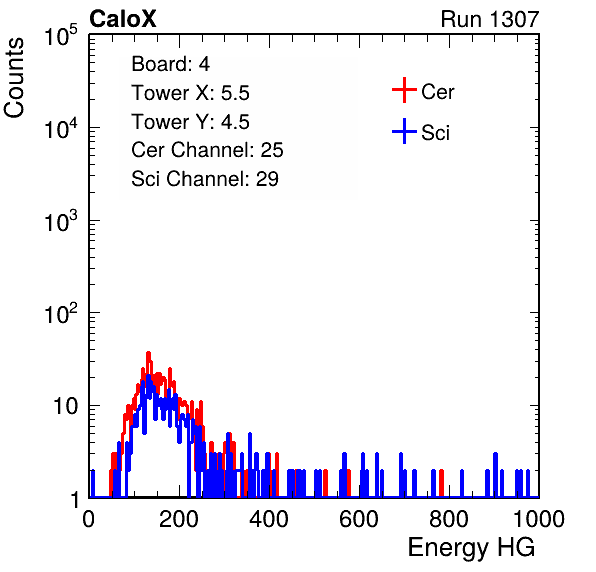 CaloX Run 1307
Counts
10^5
10^4
10^3
10^2
10
1
Board: 4
Tower X: 5.5
Tower Y: 4.5
Cer Channel: 25
Sci Channel: 29
Cer
Sci
0 200 400 600 800 1000
Energy HG